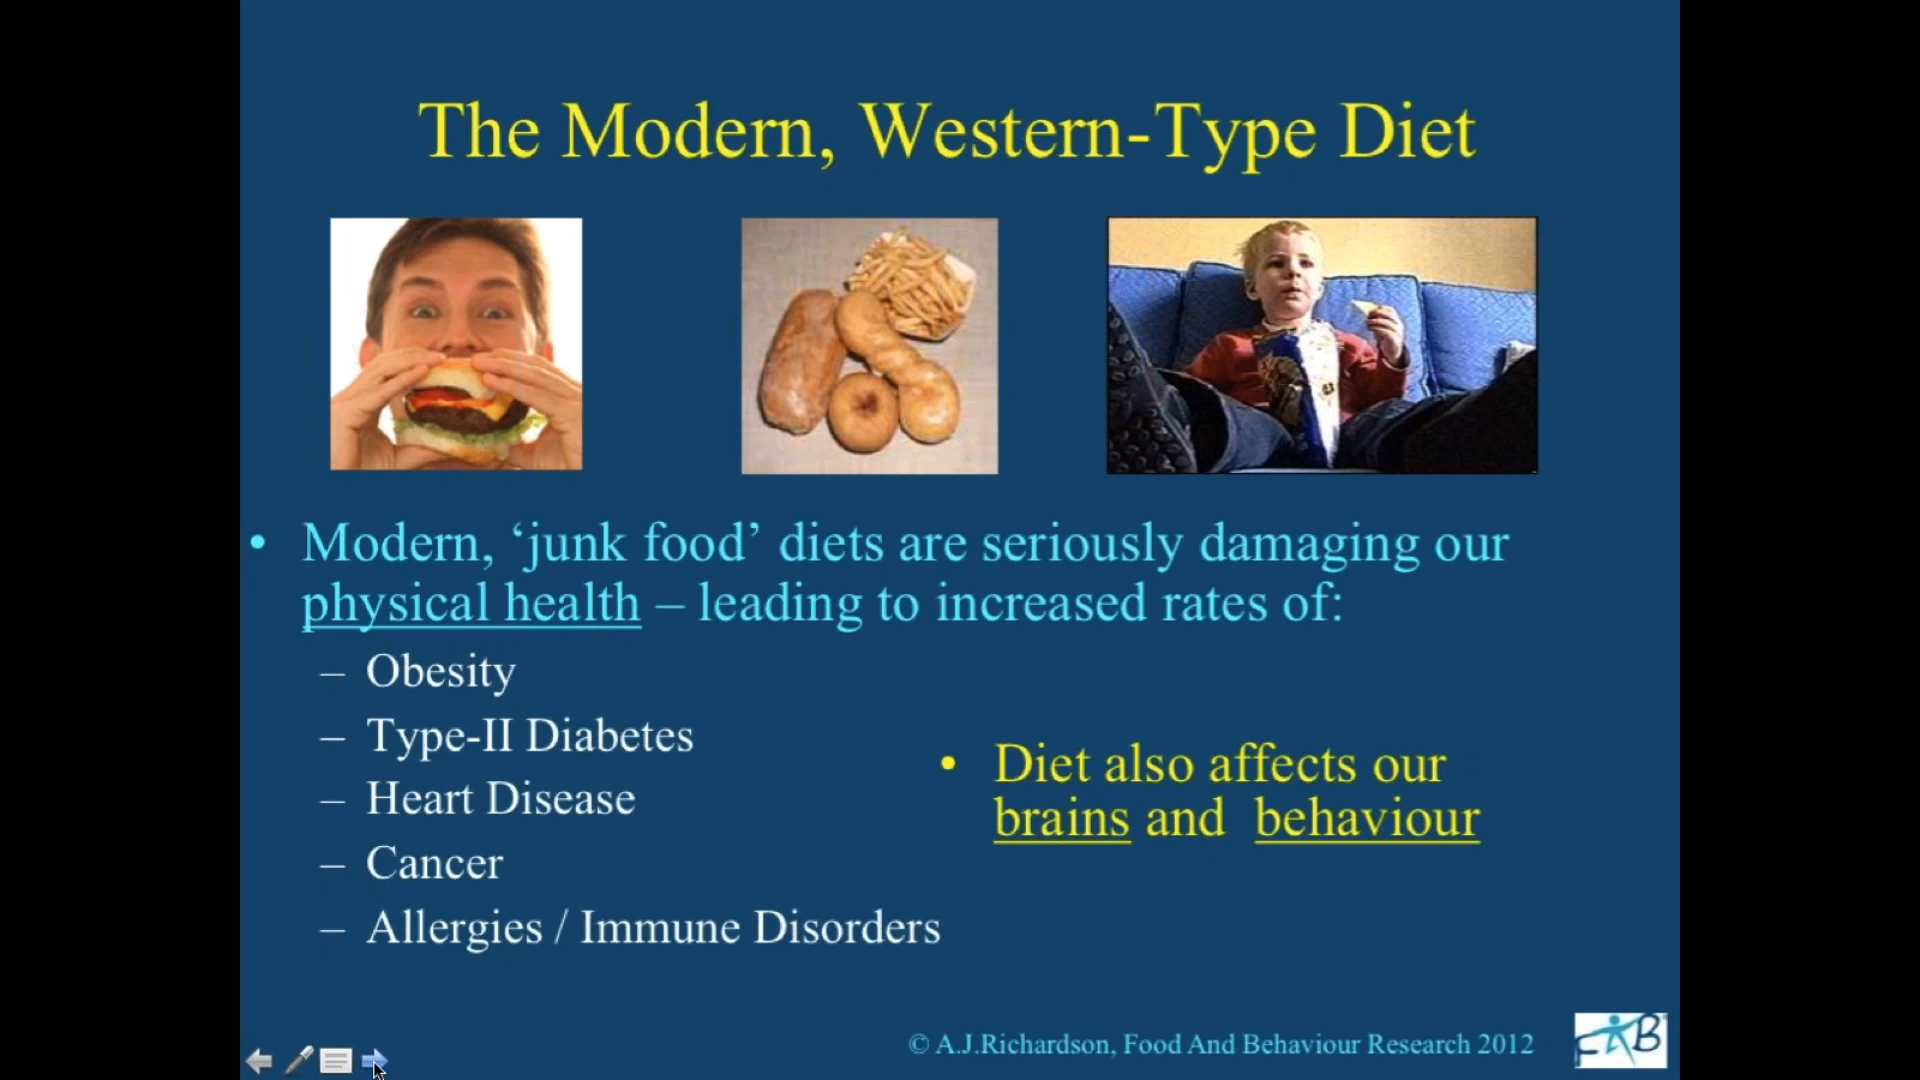 The Modern, Western-Type Diet
• Modern, ‘junk food’ diets are seriously damaging our
physical health – leading to increased rates of:
– Obesity
– Type-II Diabetes
– Heart Disease
– Cancer
– Allergies / Immune Disorders
• Diet also affects our
brains and behaviour
© A.J.Richardson, Food And Behaviour Research 2012
FAB